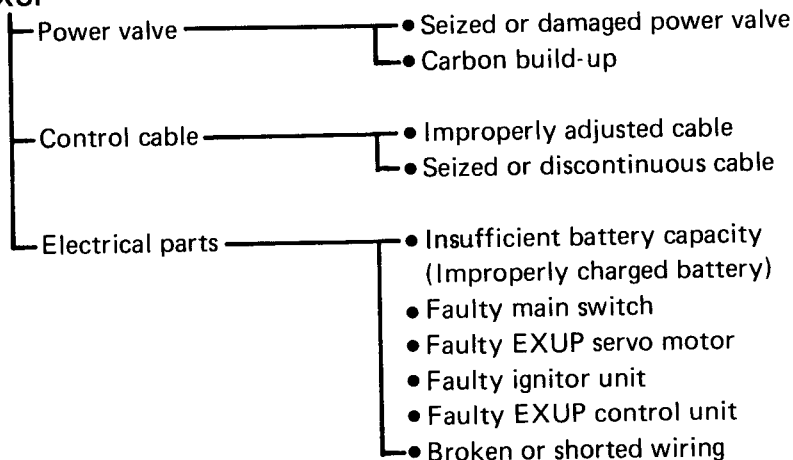 Power valve
• Seized or damaged power valve
• Carbon build-up
Control cable
• Improperly adjusted cable
• Seized or discontinuous cable
Electrical parts
• Insufficient battery capacity
(Improperly charged battery)
• Faulty main switch
• Faulty EXUP servo motor
• Faulty ignitor unit
• Faulty EXUP control unit
• Broken or shorted wiring